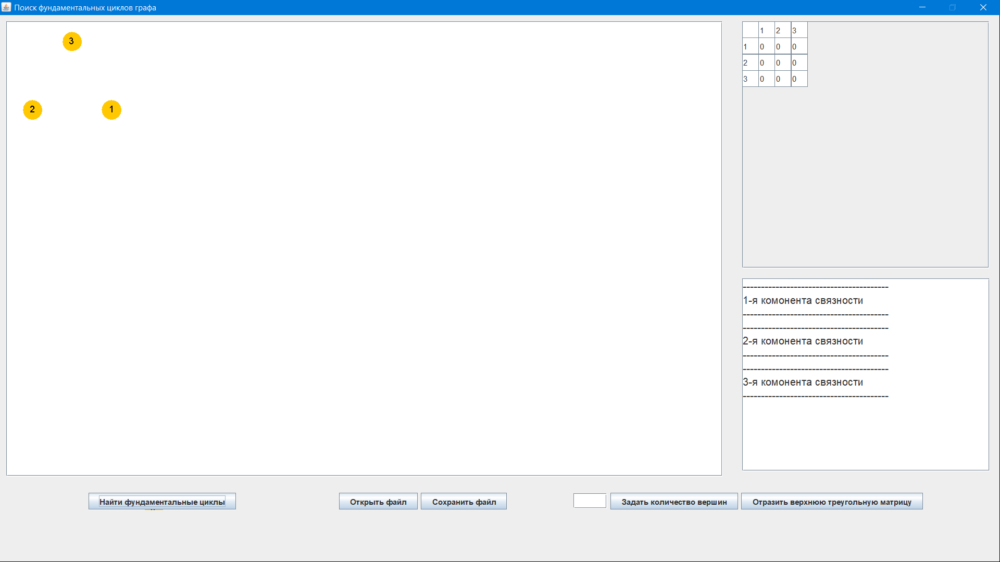 Поиск фундаментальных циклов графа
3
2 1
1 2 3
1 0 0 0
2 0 0 0
3 0 0 0
----------------------------------------
1-я комонента связности
----------------------------------------
----------------------------------------
2-я комонента связности
----------------------------------------
----------------------------------------
3-я комонента связности
----------------------------------------
Найти фундаментальные циклы
Открыть файл
Сохранить файл
Задать количество вершин
Отразить верхнюю треугольную матрицу